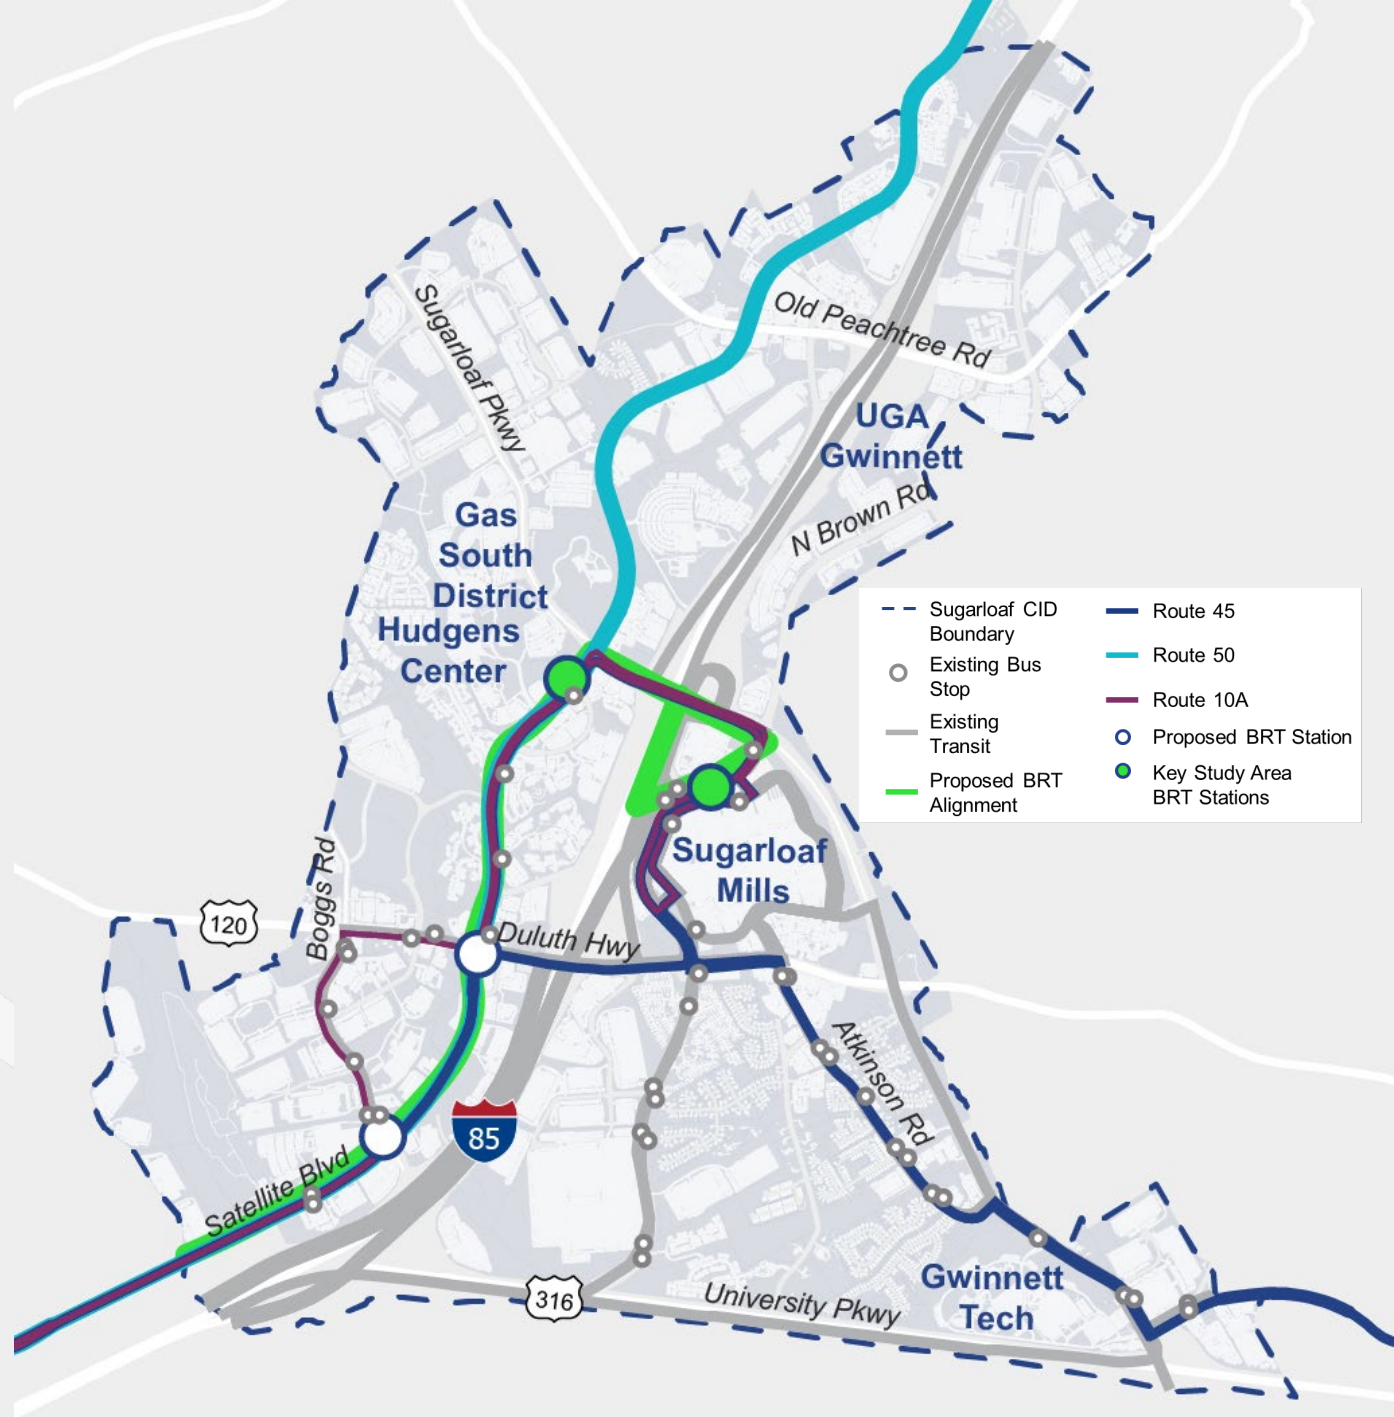 Old Peachtree Rd
Sugarloaf Pkwy
UGA
Gwinnett
N Brown Rd
Gas
South
District
Hudgens
Center
Sugarloaf CID
Boundary
Existing Bus
Stop
Existing
Transit
Proposed BRT
Alignment
Route 45
Route 50
Route 10A
Proposed BRT Station
Key Study Area
BRT Stations
Sugarloaf
Mills
Boggs Rd
120
Duluth Hwy
Atkinson Rd
85
Satellite Blvd
316
University Pkwy
Gwinnett
Tech